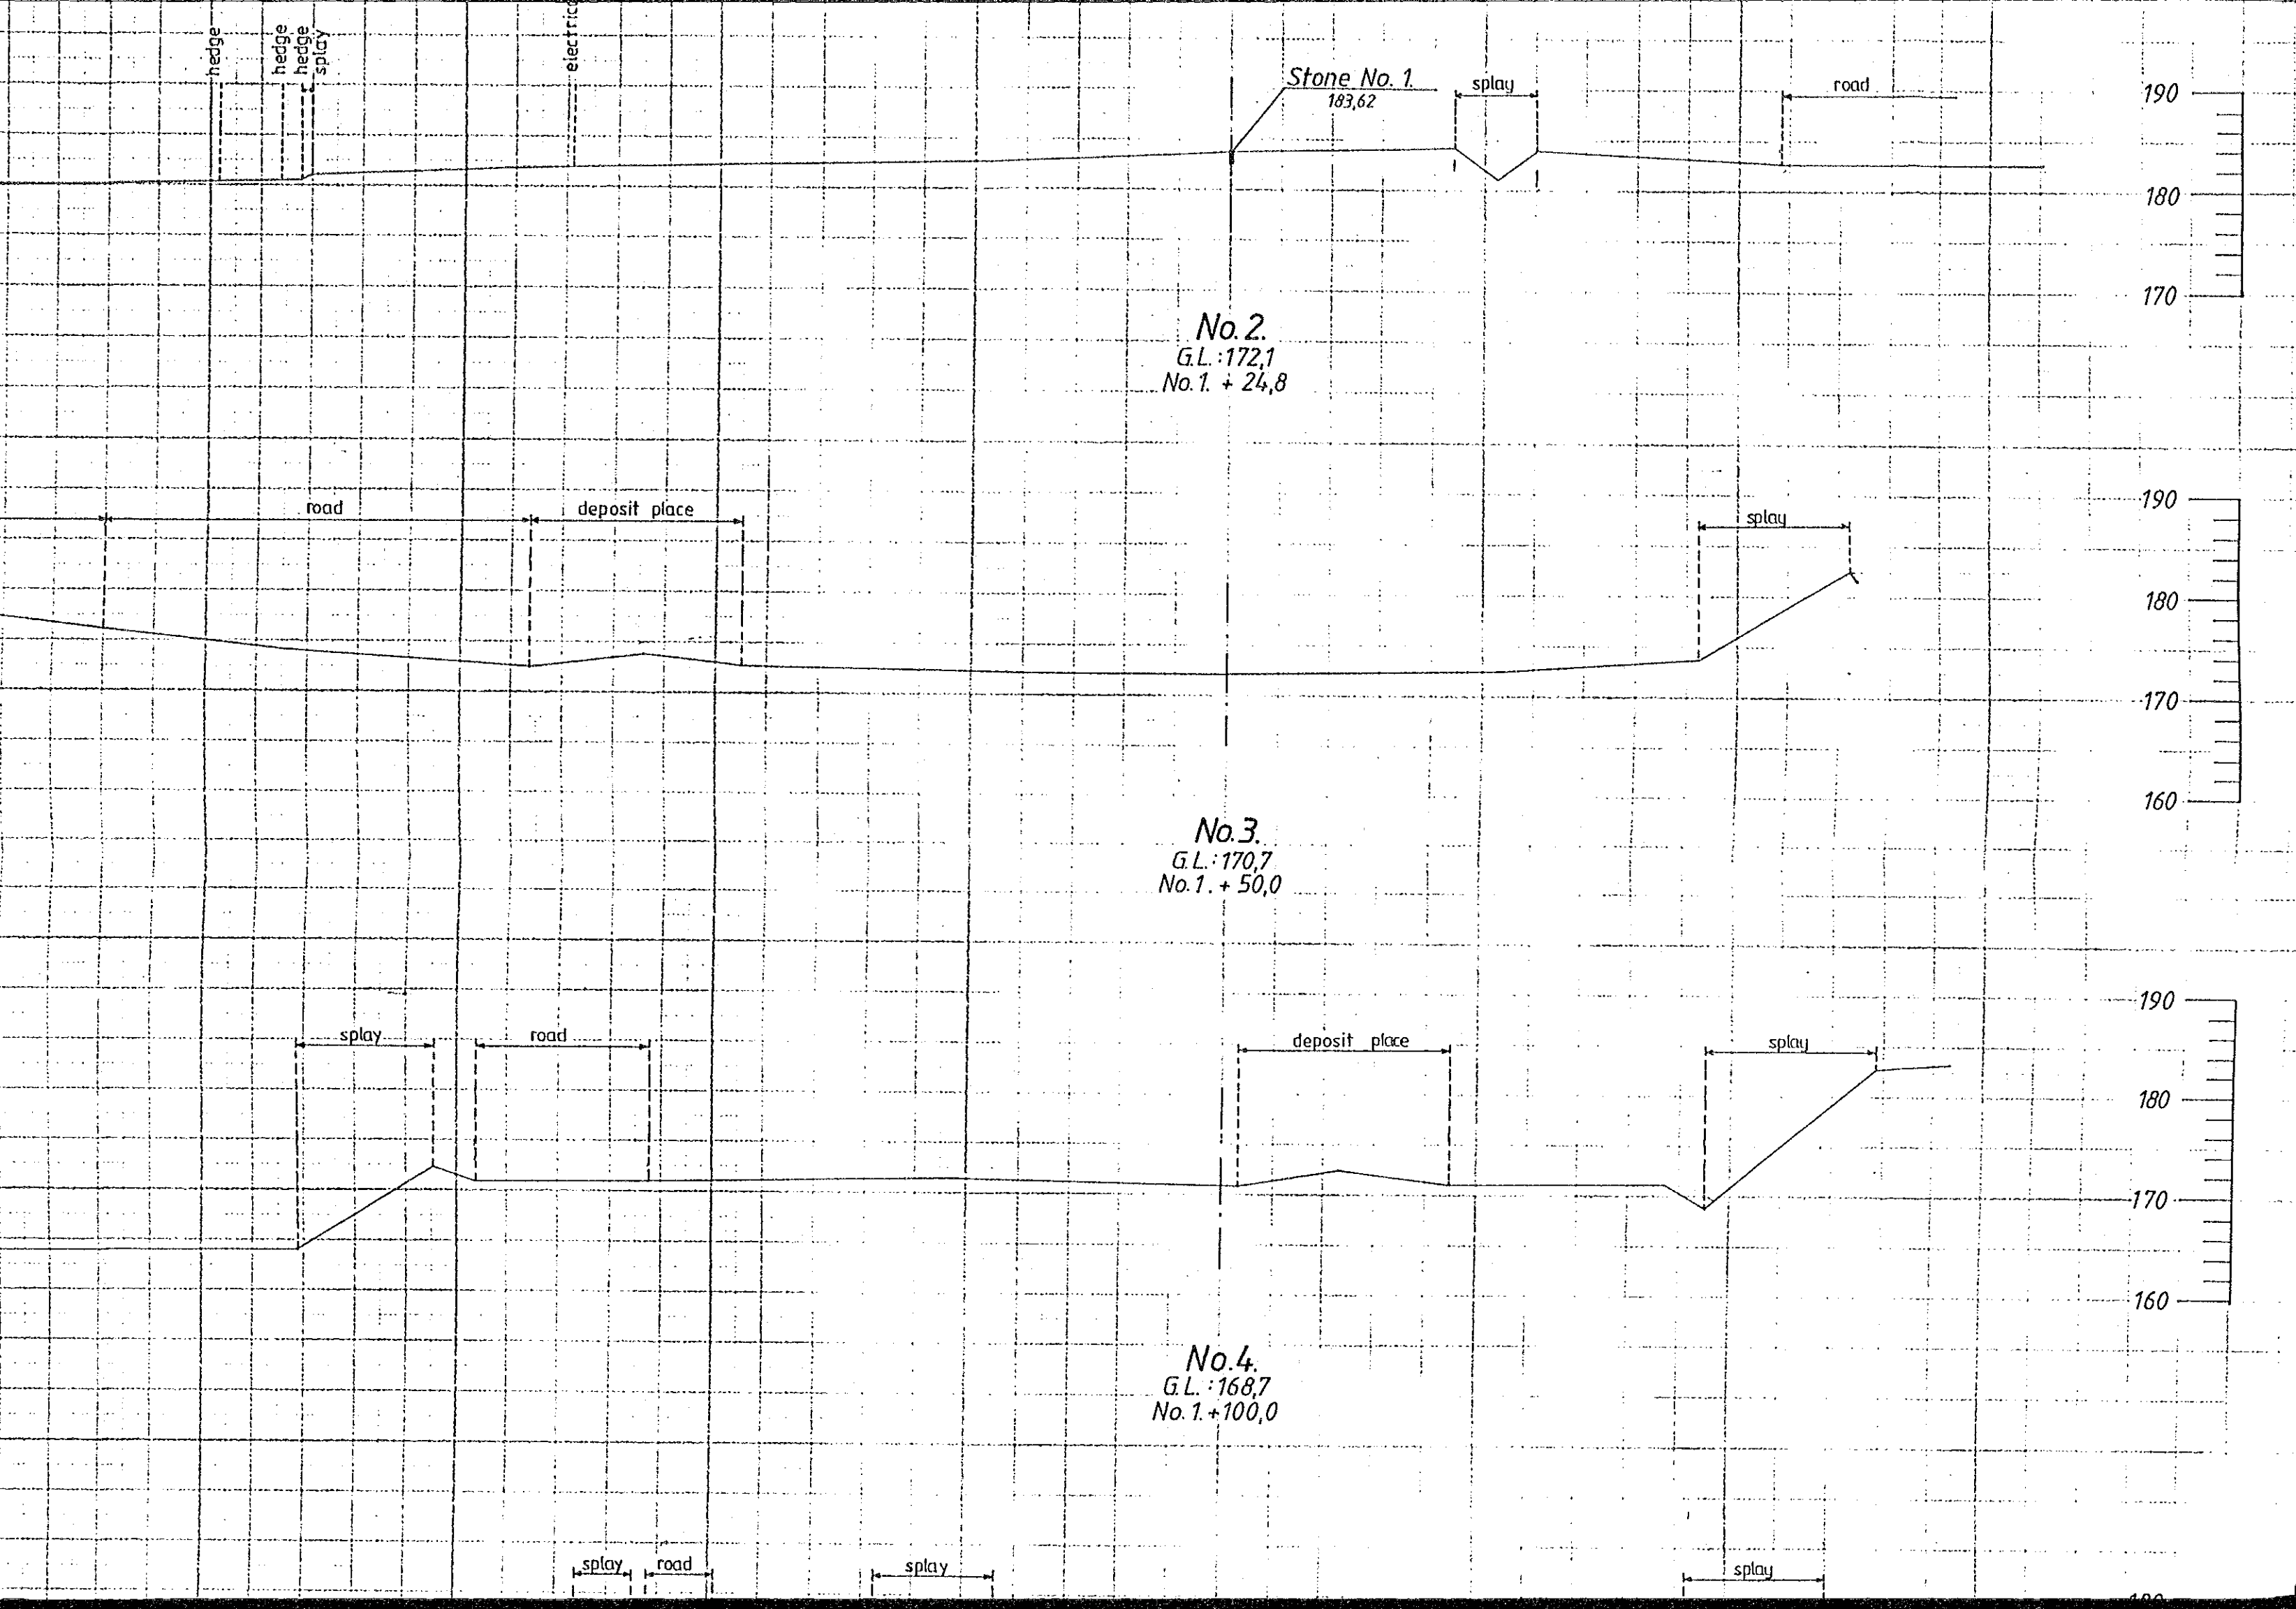 hedge
hedge
hedge
splay
Stone No. 1.
183,62
splay
road
190
180
170
No. 2.
G.L.:172,1
No. 1. + 24,8
road
deposit place
splay
190
180
170
160
No. 3.
G.L.:170,7
No. 1. + 50,0
splay
road
deposit place
splay
190
180
170
160
No. 4.
G.L.:168,7
No. 1. +100,0
splay
road
splay
splay